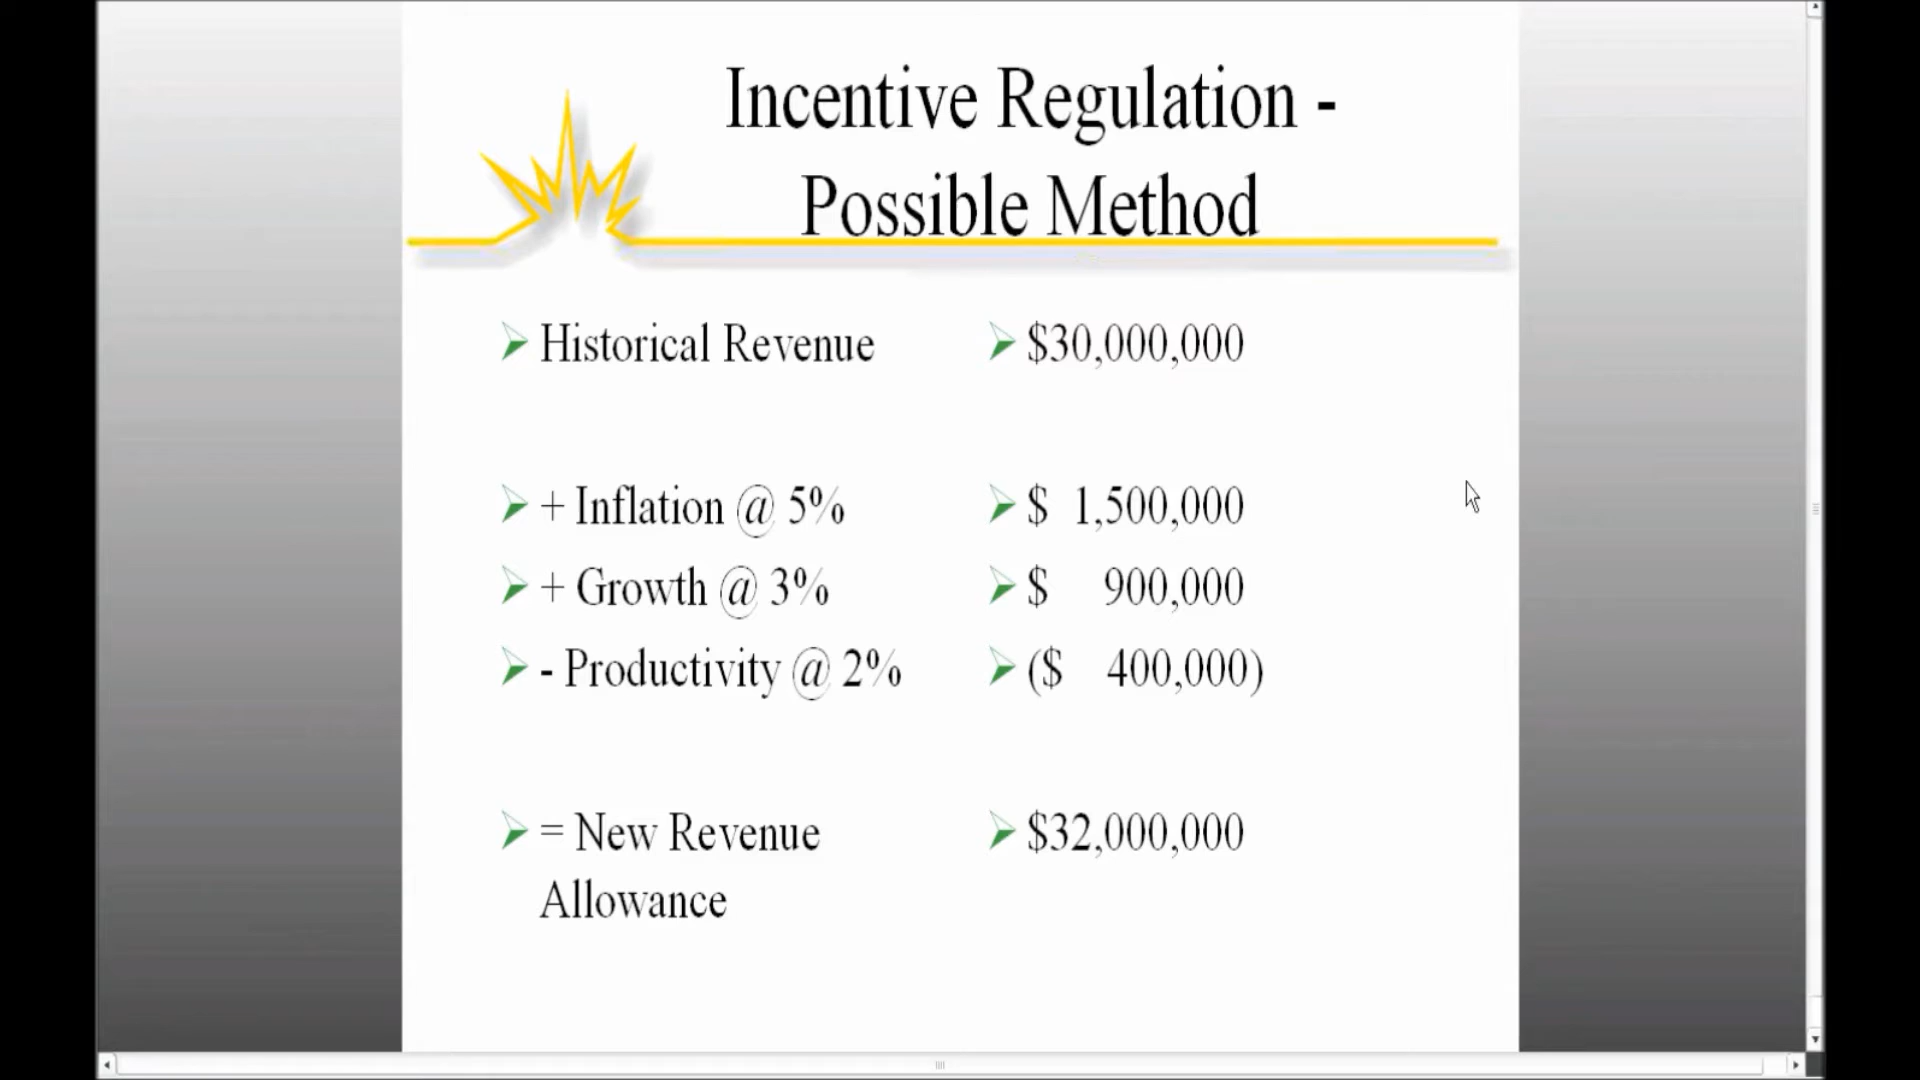 Incentive Regulation -
Possible Method
Historical Revenue $30,000,000
+ Inflation @ 5% $ 1,500,000
+ Growth @ 3% $ 900,000
- Productivity @ 2% ($ 400,000)
= New Revenue $32,000,000
Allowance